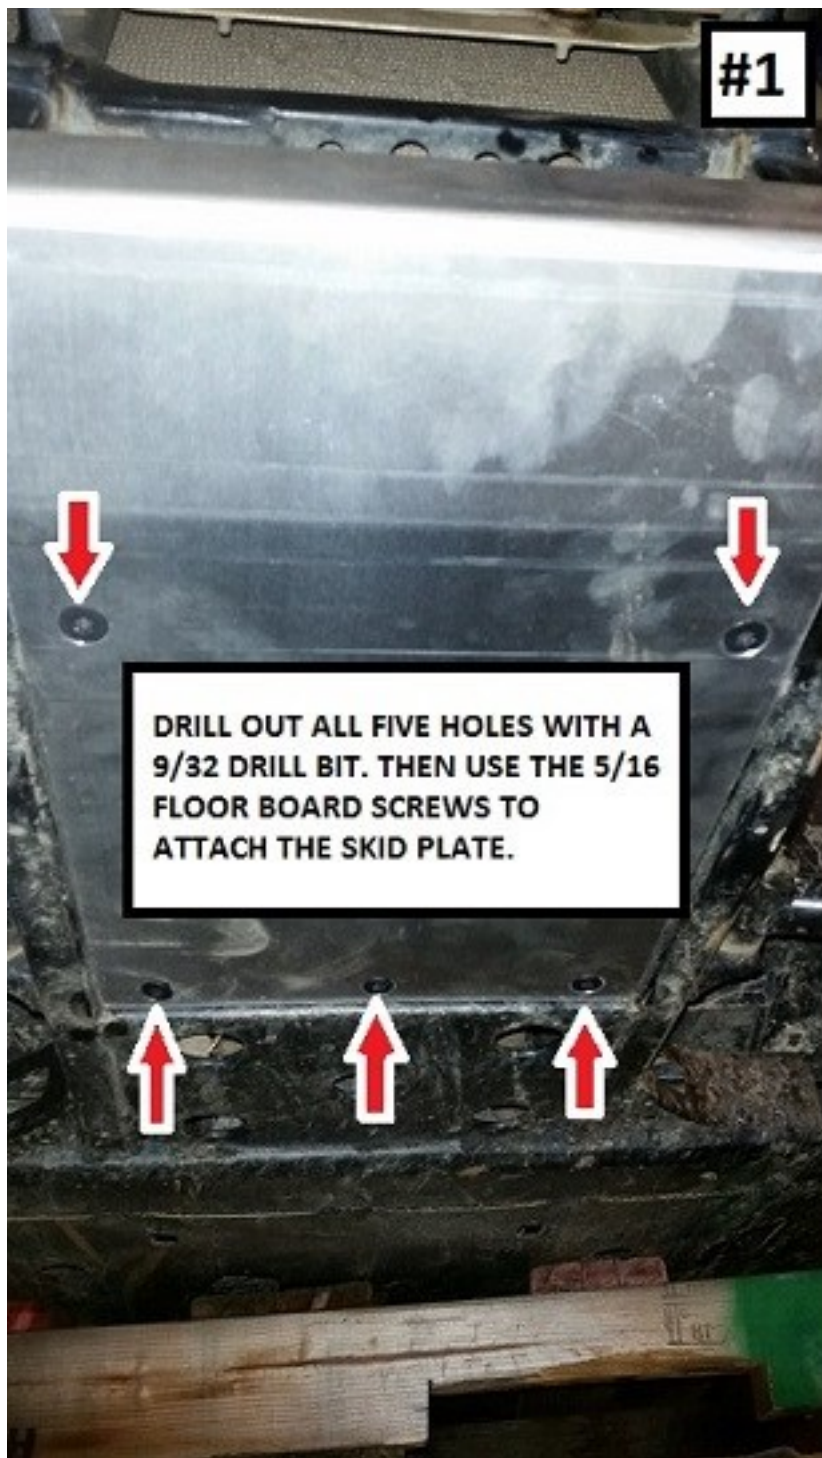 #1
DRILL OUT ALL FIVE HOLES WITH A
9/32 DRILL BIT. THEN USE THE 5/16
FLOOR BOARD SCREWS TO
ATTACH THE SKID PLATE.